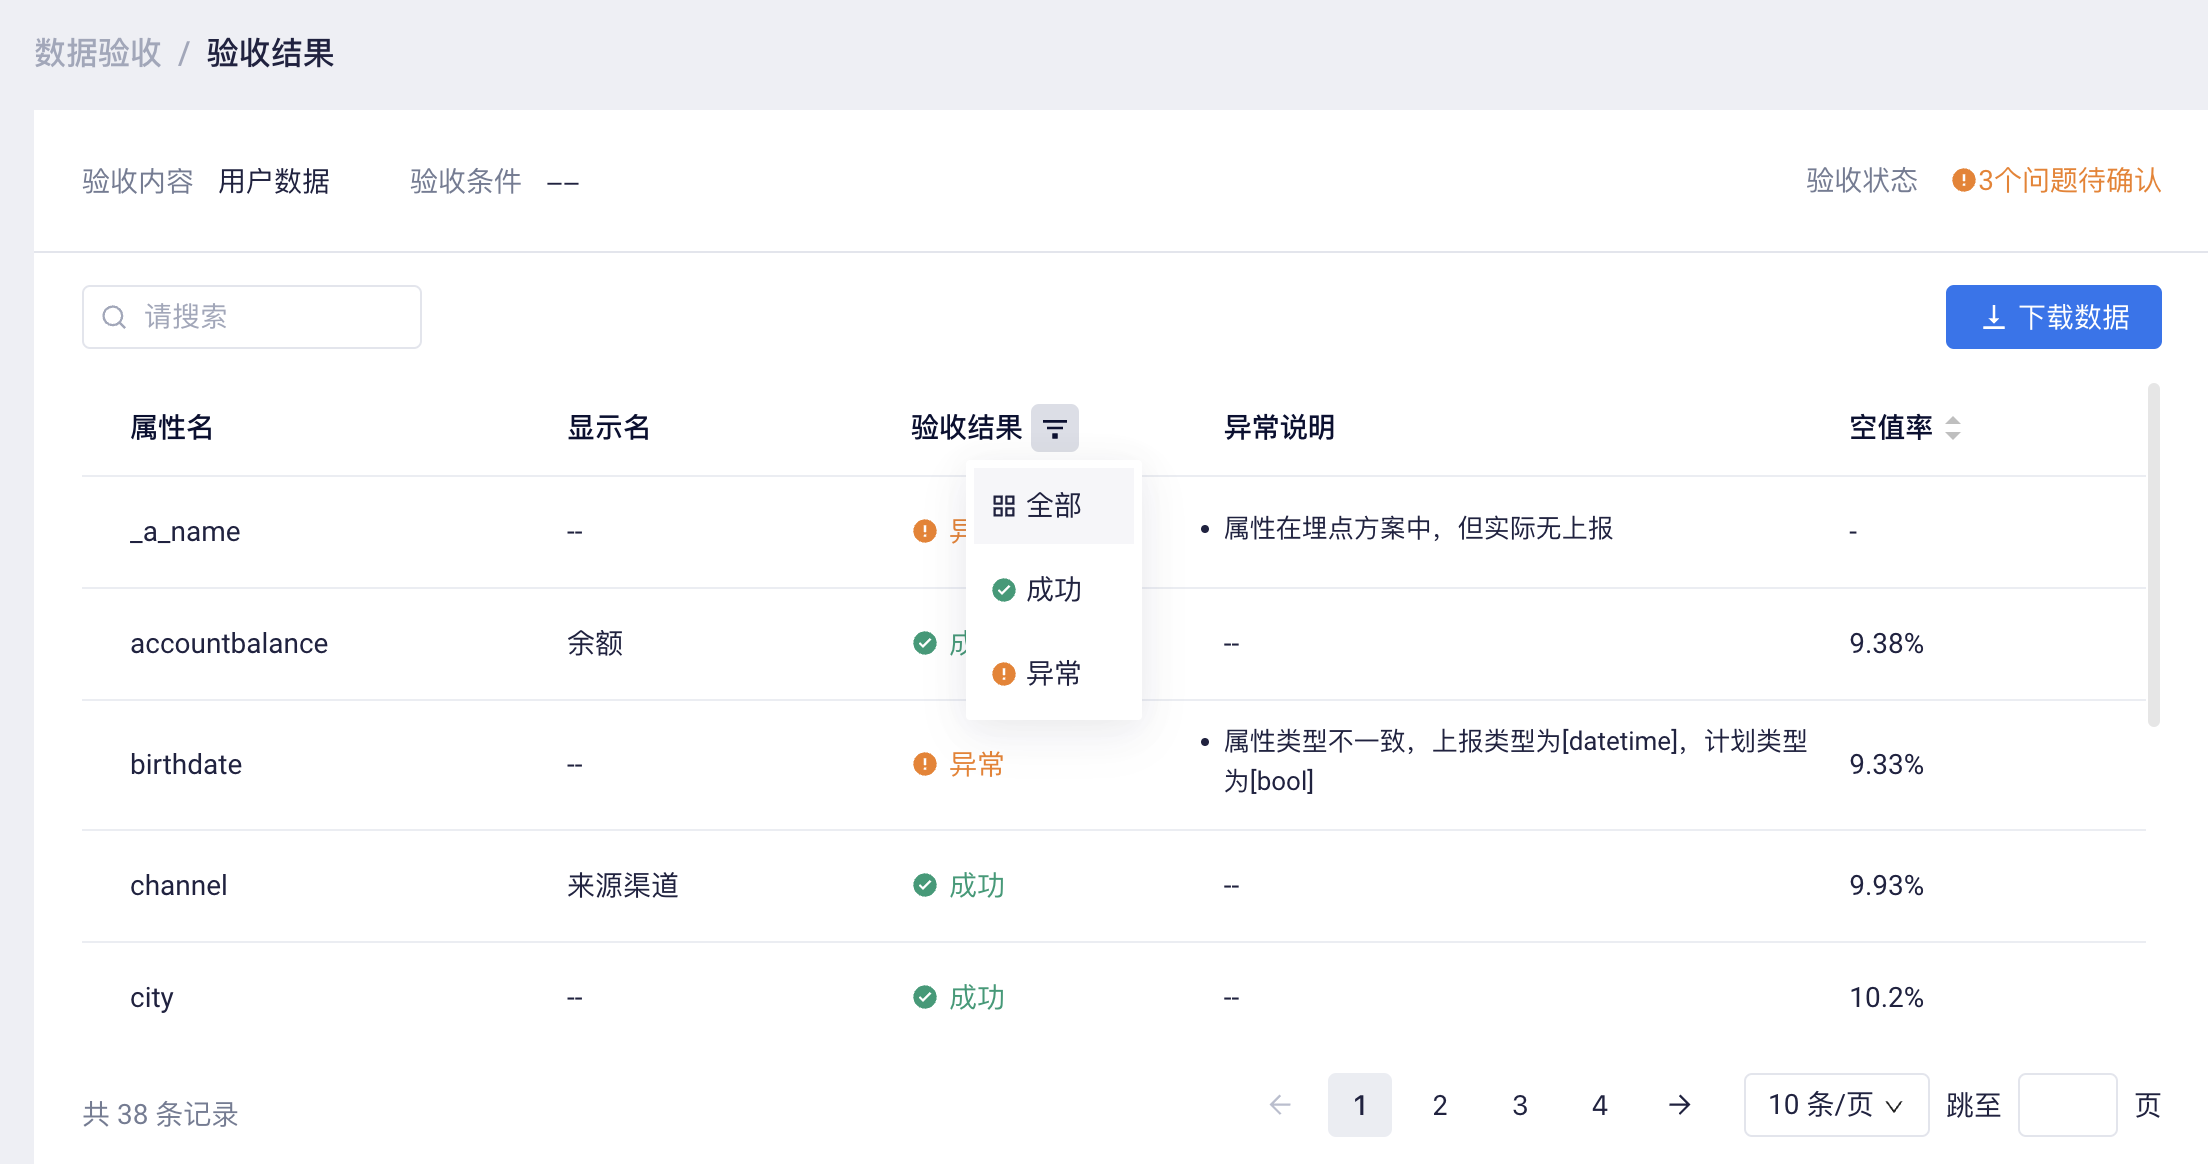 数据验收 / 验收结果
验收内容 用户数据 验收条件 −− 验收状态 3个问题待确认
请搜索
下载数据
属性名 显示名 验收结果 异常说明 空值率
全部
成功
异常
_a_name -- • 属性在埋点方案中，但实际无上报 -
accountbalance 余额 -- 9.38%
birthdate -- 异常 • 属性类型不一致，上报类型为[datetime]，计划类型
为[bool] 9.33%
channel 来源渠道 成功 -- 9.93%
city -- 成功 -- 10.2%
共 38 条记录 1 2 3 4 10 条/页 跳至 页